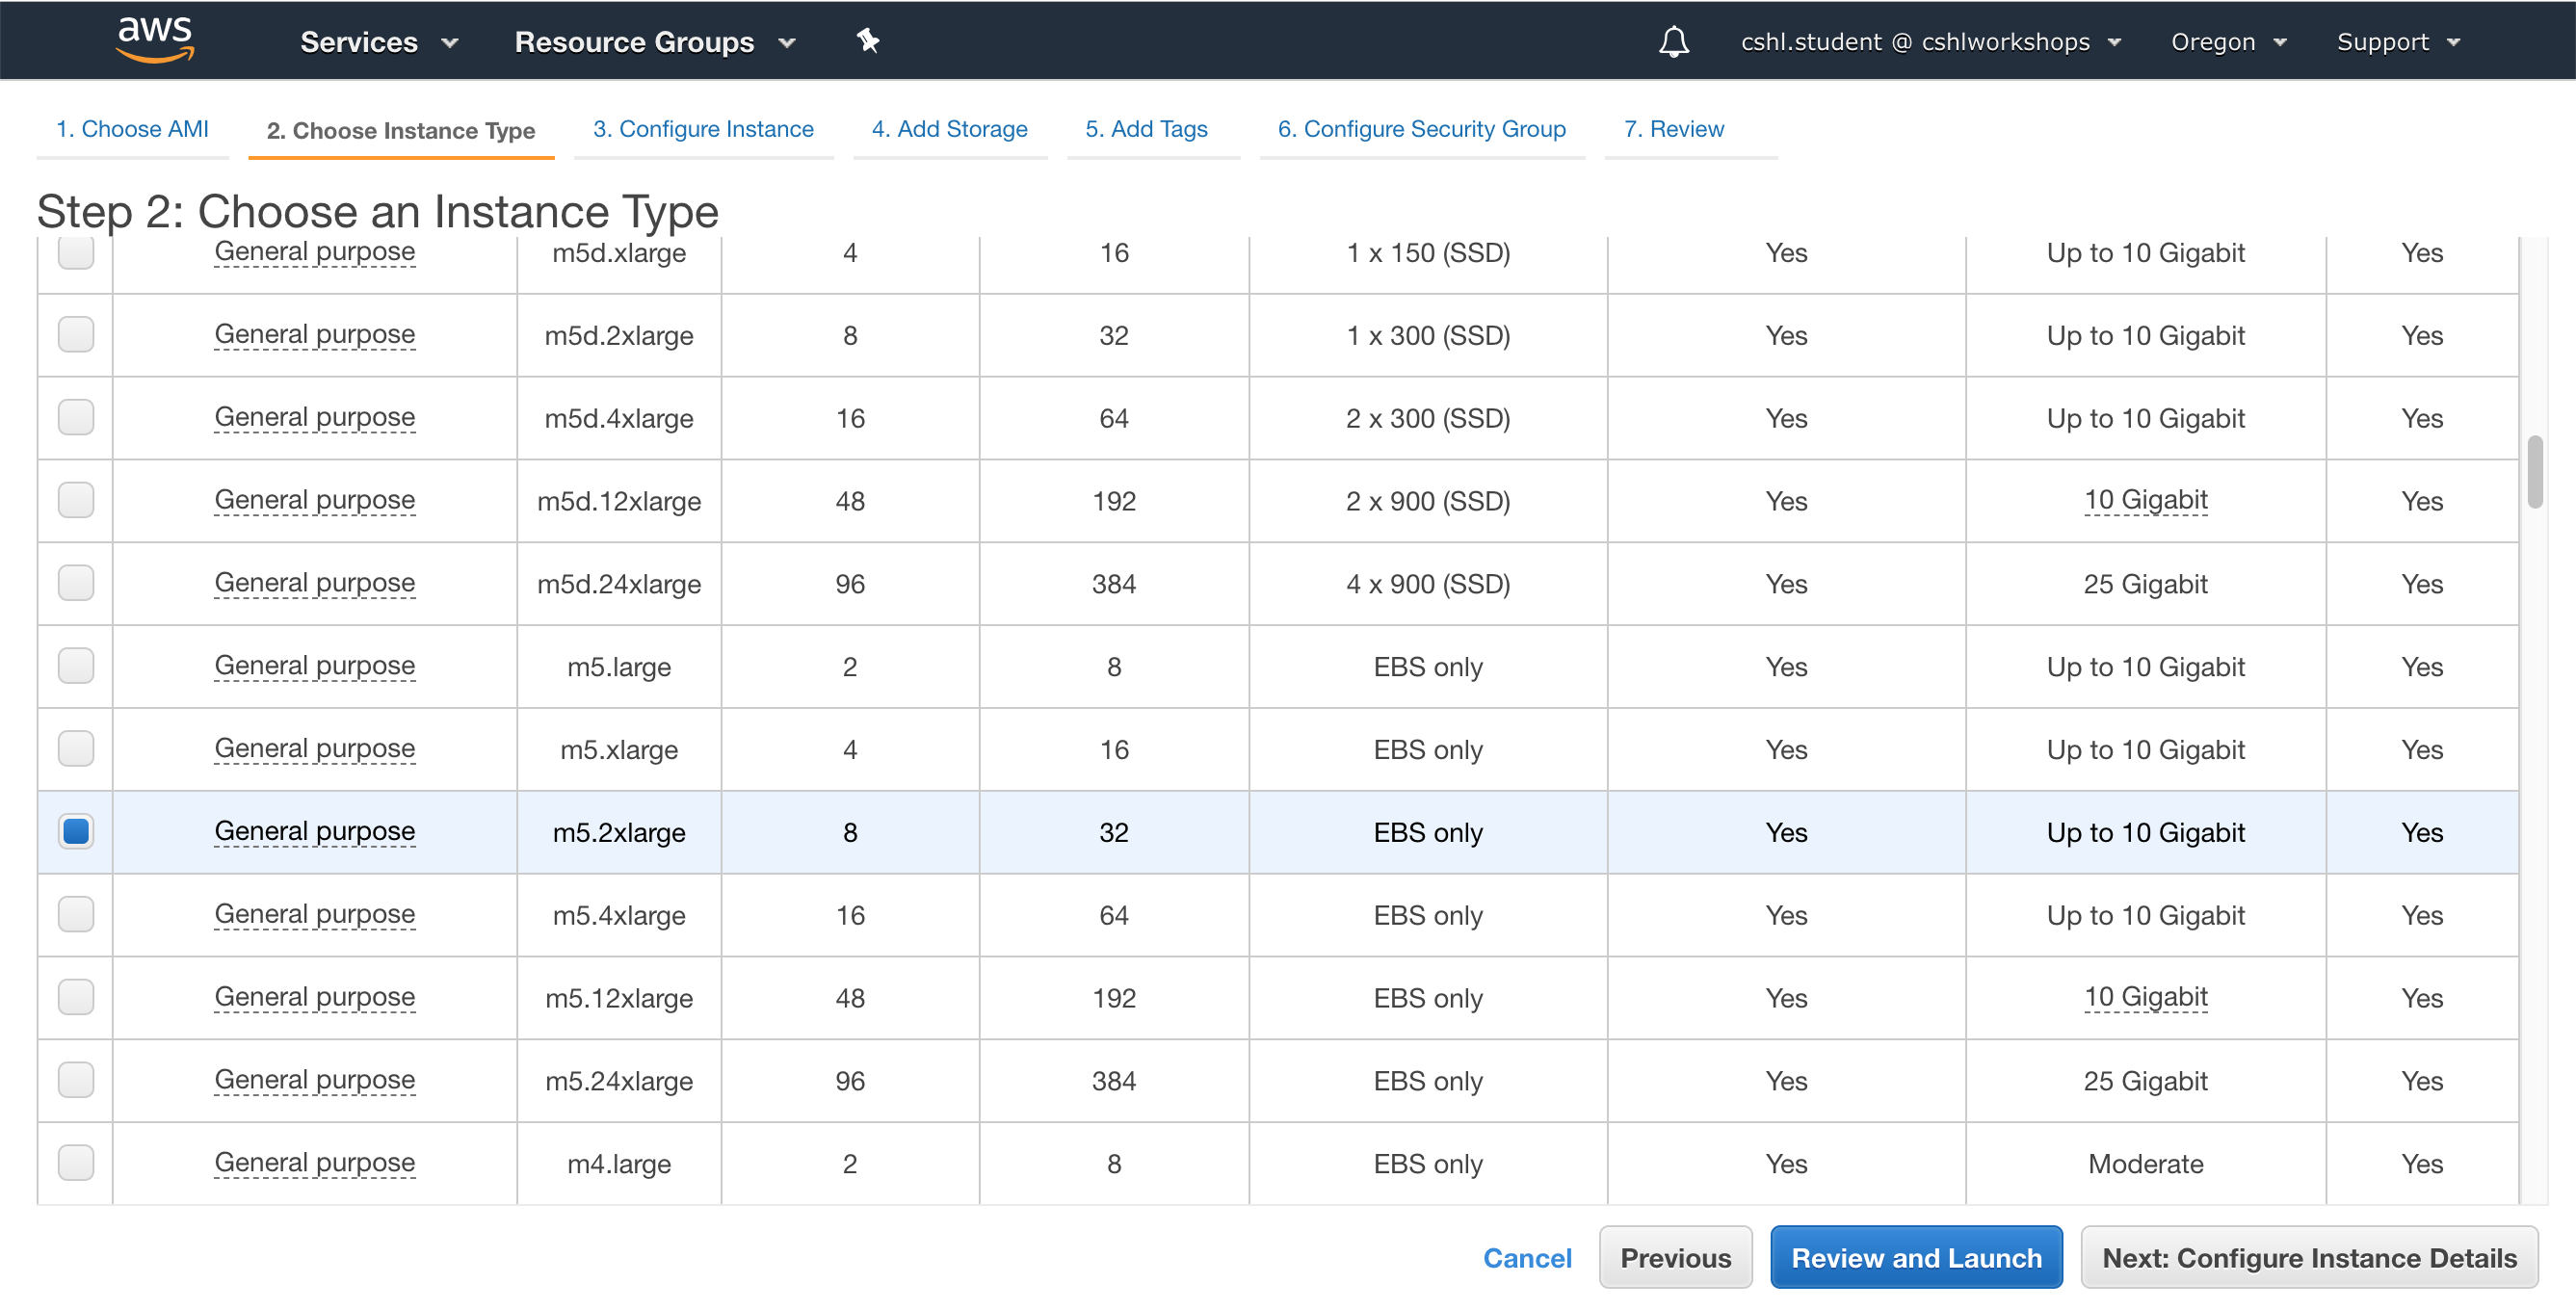 aws Services Resource Groups cshl.student @ cshlworkshops Oregon Support
1. Choose AMI 2. Choose Instance Type 3. Configure Instance 4. Add Storage 5. Add Tags 6. Configure Security Group 7. Review
Step 2: Choose an Instance Type
General purpose m5d.xlarge 4 16 1 x 150 (SSD) Yes Up to 10 Gigabit Yes
General purpose m5d.2xlarge 8 32 1 x 300 (SSD) Yes Up to 10 Gigabit Yes
General purpose m5d.4xlarge 16 64 2 x 300 (SSD) Yes Up to 10 Gigabit Yes
General purpose m5d.12xlarge 48 192 2 x 900 (SSD) Yes 10 Gigabit Yes
General purpose m5d.24xlarge 96 384 4 x 900 (SSD) Yes 25 Gigabit Yes
General purpose m5.large 2 8 EBS only Yes Up to 10 Gigabit Yes
General purpose m5.xlarge 4 16 EBS only Yes Up to 10 Gigabit Yes
General purpose m5.2xlarge 8 32 EBS only Yes Up to 10 Gigabit Yes
General purpose m5.4xlarge 16 64 EBS only Yes Up to 10 Gigabit Yes
General purpose m5.12xlarge 48 192 EBS only Yes 10 Gigabit Yes
General purpose m5.24xlarge 96 384 EBS only Yes 25 Gigabit Yes
General purpose m4.large 2 8 EBS only Yes Moderate Yes
Cancel Previous Review and Launch Next: Configure Instance Details